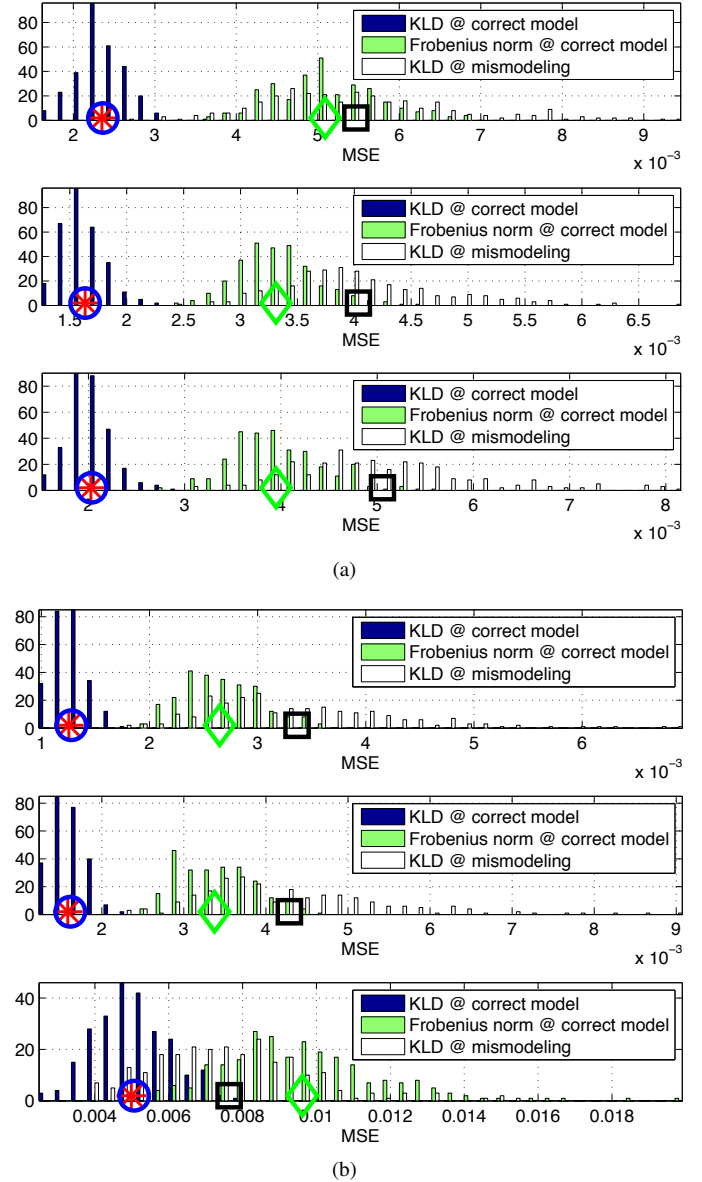 80
60
40
20
0
KLD @ correct model
Frobenius norm @ correct model
KLD @ mismodeling
2 3 4 5 6 7 8 9
MSE
x 10⁻³
80
60
40
20
0
KLD @ correct model
Frobenius norm @ correct model
KLD @ mismodeling
1.5 2 2.5 3 3.5 4 4.5 5 5.5 6 6.5
MSE
x 10⁻³
80
60
40
20
0
KLD @ correct model
Frobenius norm @ correct model
KLD @ mismodeling
2 3 4 5 6 7 8
MSE
x 10⁻³
(a)
80
60
40
20
0
KLD @ correct model
Frobenius norm @ correct model
KLD @ mismodeling
1 2 3 4 5 6
MSE
x 10⁻³
80
60
40
20
0
KLD @ correct model
Frobenius norm @ correct model
KLD @ mismodeling
2 3 4 5 6 7 8 9
MSE
x 10⁻³
40
20
0
KLD @ correct model
Frobenius norm @ correct model
KLD @ mismodeling
0.004 0.006 0.008 0.01 0.012 0.014 0.016 0.018
MSE
(b)